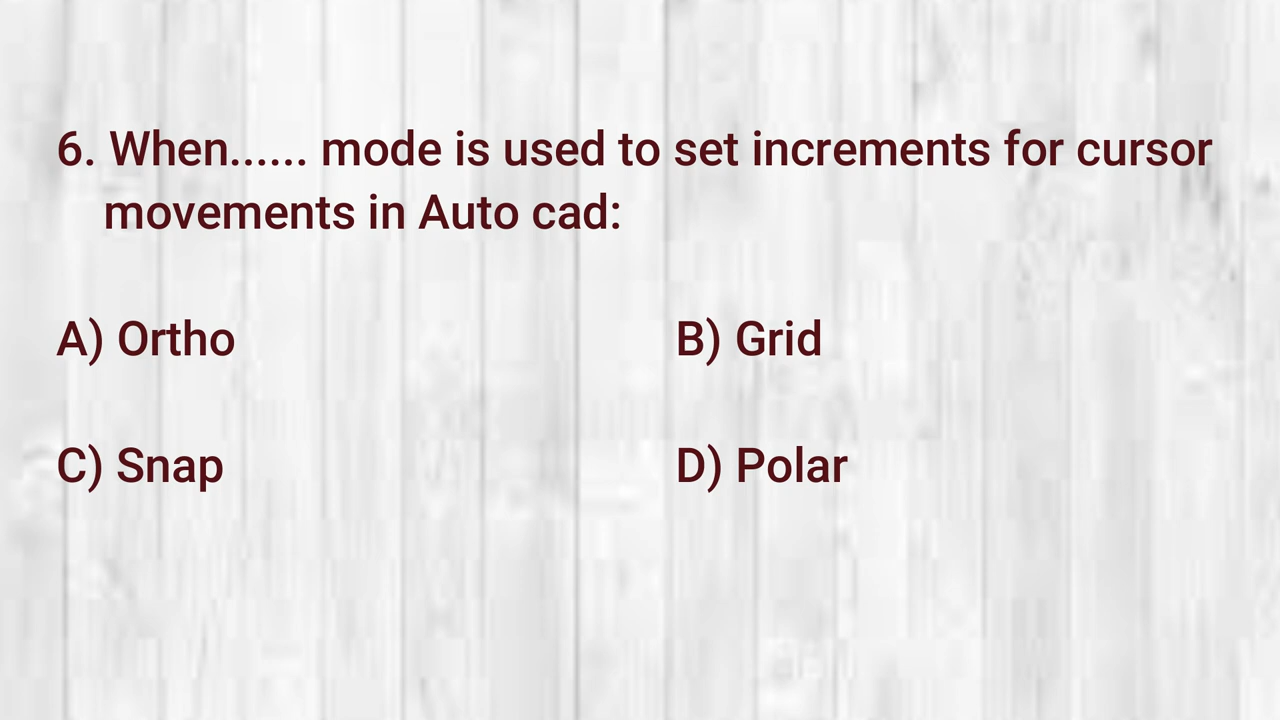 6. When...... mode is used to set increments for cursor
movements in Auto cad:
A) Ortho B) Grid
C) Snap D) Polar